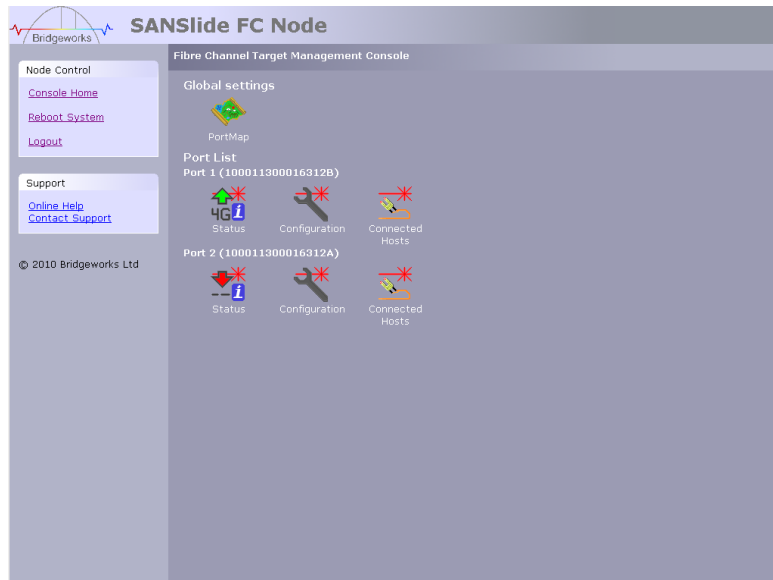 Bridgeworks
SANSlide FC Node
Node Control
Console Home
Reboot System
Logout
Support
Online Help
Contact Support
© 2010 Bridgeworks Ltd
Fibre Channel Target Management Console
Global settings
PortMap
Port List
Port 1 (100011300016312B)
4G i
Status
Configuration
Connected
Hosts
Port 2 (100011300016312A)
-- i
Status
Configuration
Connected
Hosts